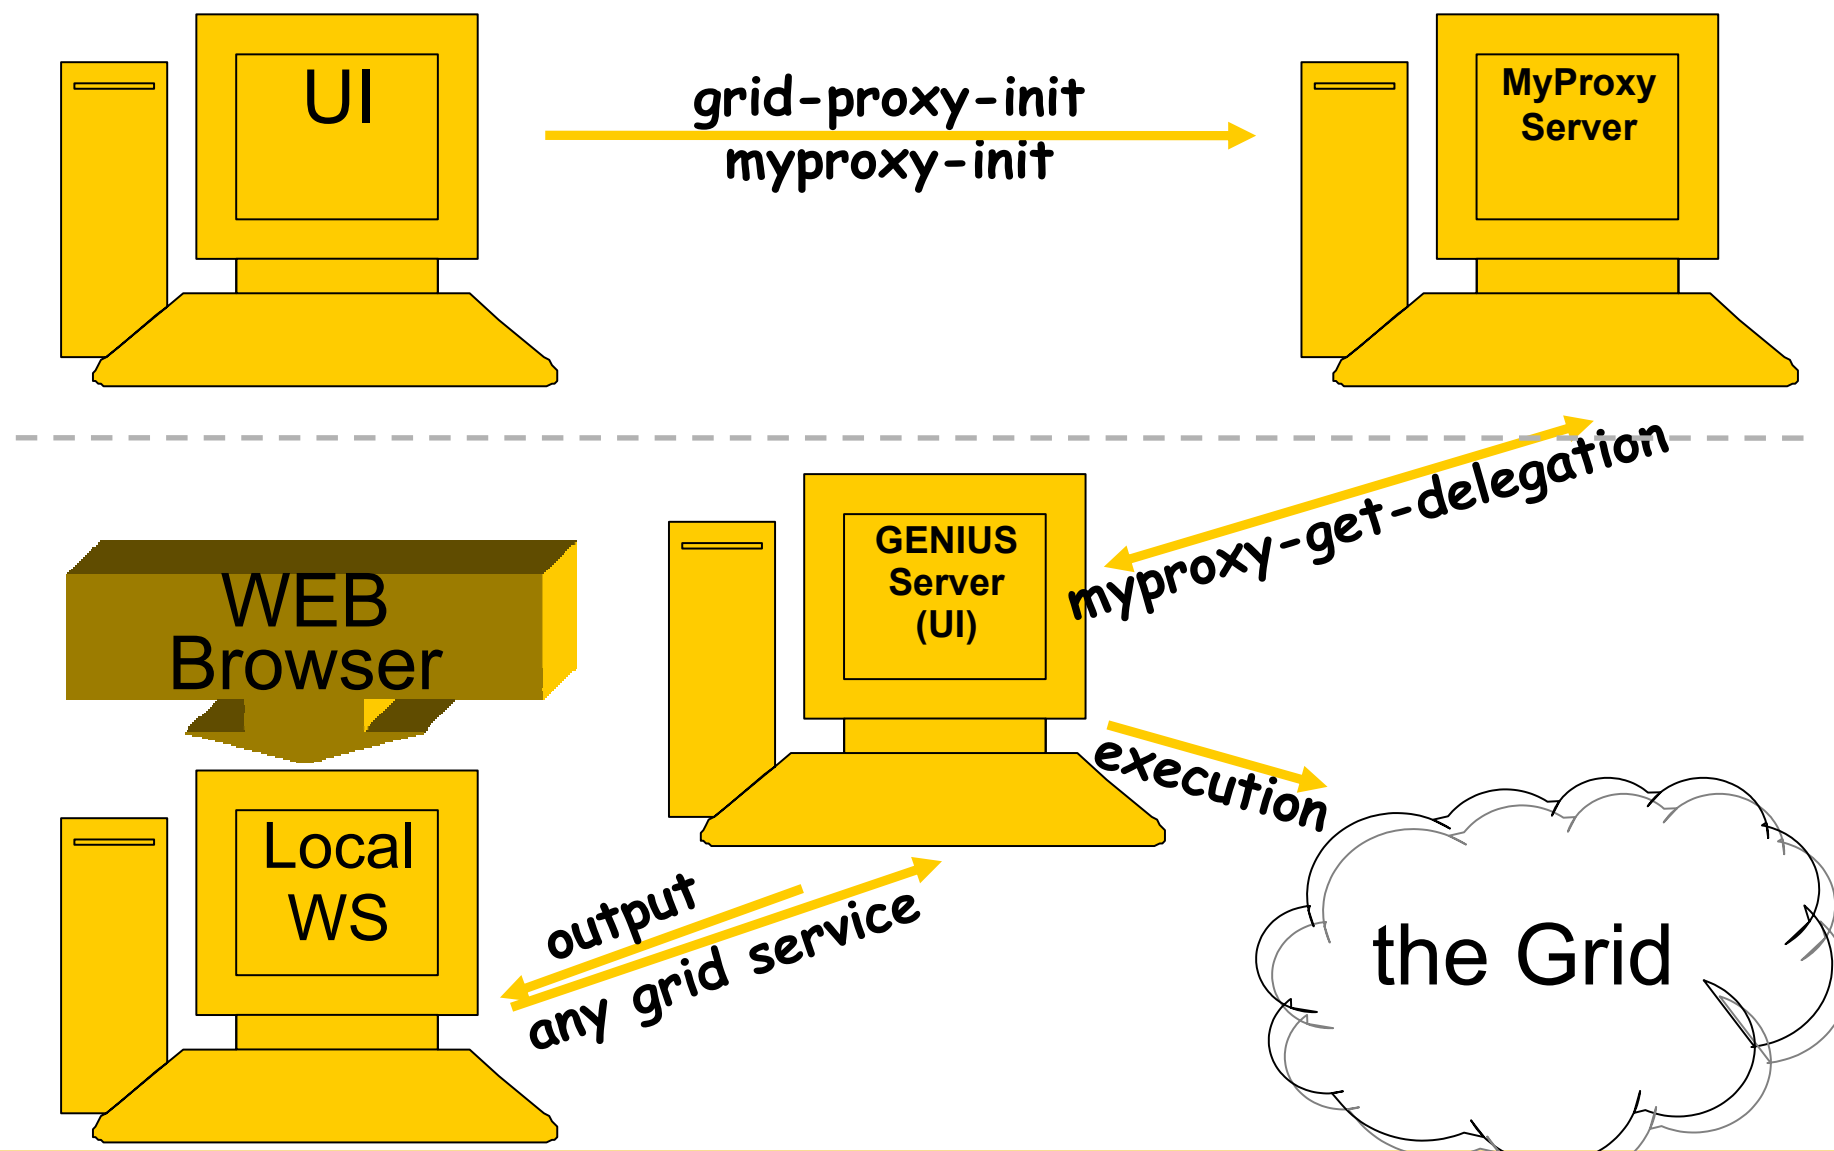 UI
grid-proxy-init
myproxy-init
MyProxy
Server
myproxy-get-delegation
GENIUS
Server
(UI)
WEB
Browser
execution
Local
WS
output
any grid service
the Grid